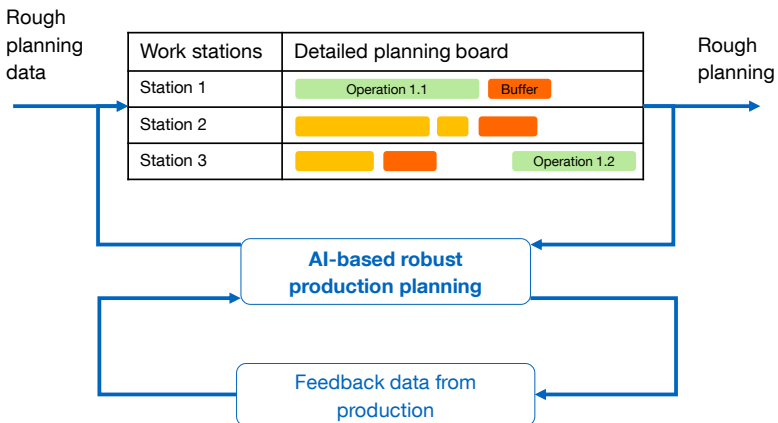 Rough
planning
data
Rough
planning
Work stations Detailed planning board
Station 1 Operation 1.1 Buffer
Station 2
Station 3 Operation 1.2
AI-based robust
production planning
Feedback data from
production